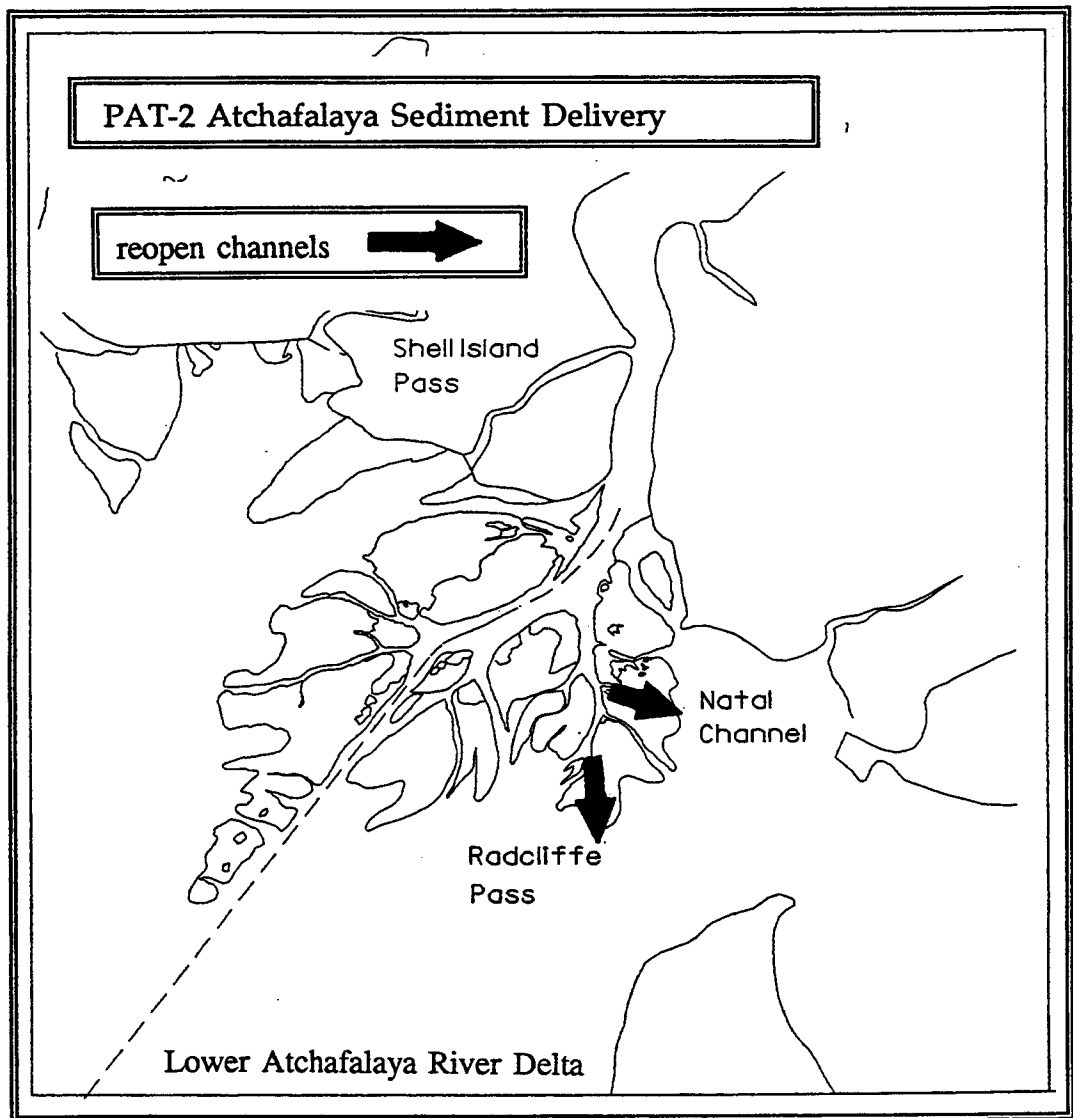 PAT-2 Atchafalaya Sediment Delivery
reopen channels
Shell Island
Pass
Natal
Channel
Radcliffe
Pass
Lower Atchafalaya River Delta